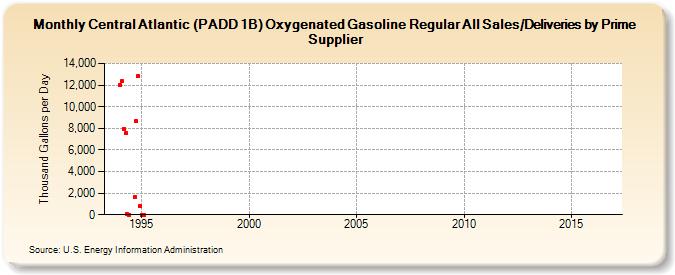 Monthly Central Atlantic (PADD 1B) Oxygenated Gasoline Regular All Sales/Deliveries by Prime
Supplier
Thousand Gallons per Day
14,000
12,000
10,000
8,000
6,000
4,000
2,000
0
1995 2000 2005 2010 2015
Source: U.S. Energy Information Administration